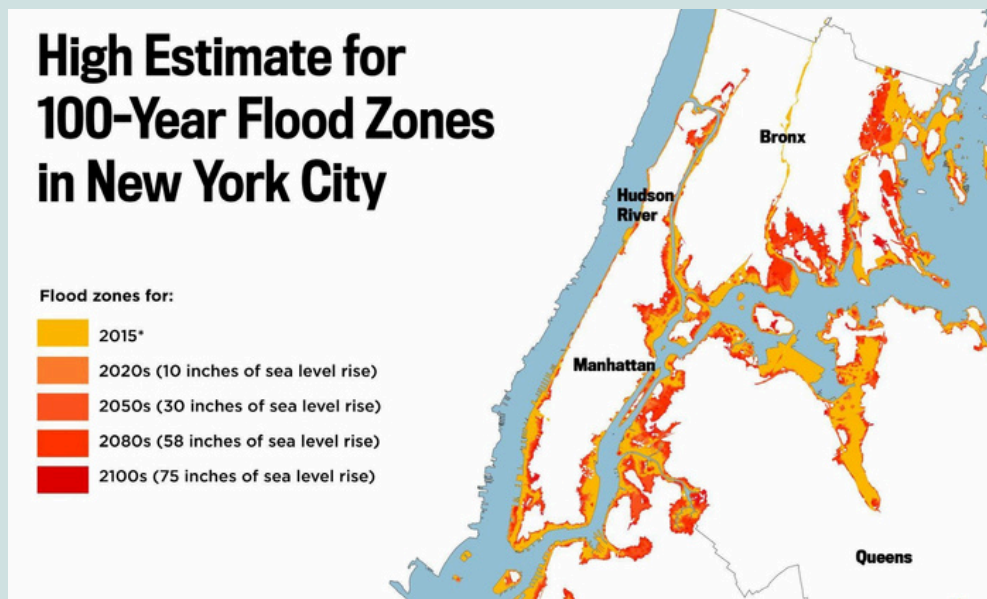 High Estimate for
100-Year Flood Zones
in New York City
Flood zones for:
2015*
2020s (10 inches of sea level rise)
2050s (30 inches of sea level rise)
2080s (58 inches of sea level rise)
2100s (75 inches of sea level rise)
Bronx
Hudson
River
Manhattan
Queens